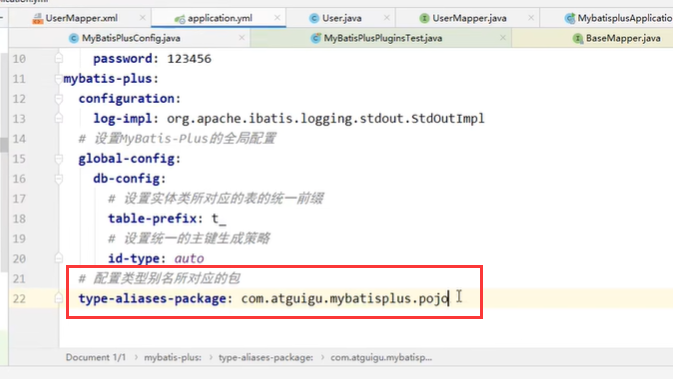 ion.yml
UserMapper.xml application.yml User.java UserMapper.java MybatisplusApplication
MyBatisPlusConfig.java MyBatisPlusPluginsTest.java BaseMapper.java
10 password: 123456
11 mybatis-plus:
12 configuration:
13 log-impl: org.apache.ibatis.logging.stdout.StdOutImpl
14 # 设置MyBatis-Plus的全局配置
15 global-config:
16 db-config:
17 # 设置实体类所对应的表的统一前缀
18 table-prefix: t_
19 # 设置统一的主键生成策略
20 id-type: auto
21 # 配置类型别名所对应的包
22 type-aliases-package: com.atguigu.mybatisplus.pojo
Document 1/1 mybatis-plus: type-aliases-package: com.atguigu.mybatisp...